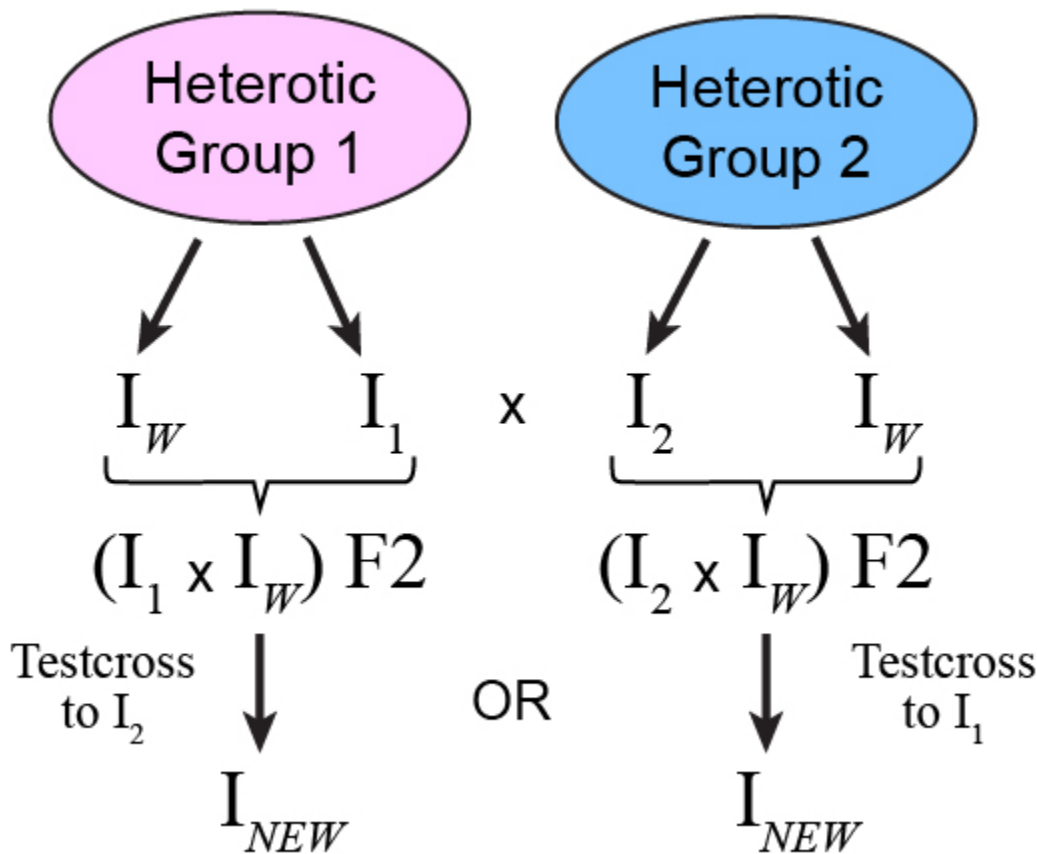 Heterotic
Group 1
Heterotic
Group 2
I_W I_1 x I_2 I_W
(I_1 x I_W) F2
(I_2 x I_W) F2
Testcross
to I_2
OR
Testcross
to I_1
I_NEW
I_NEW